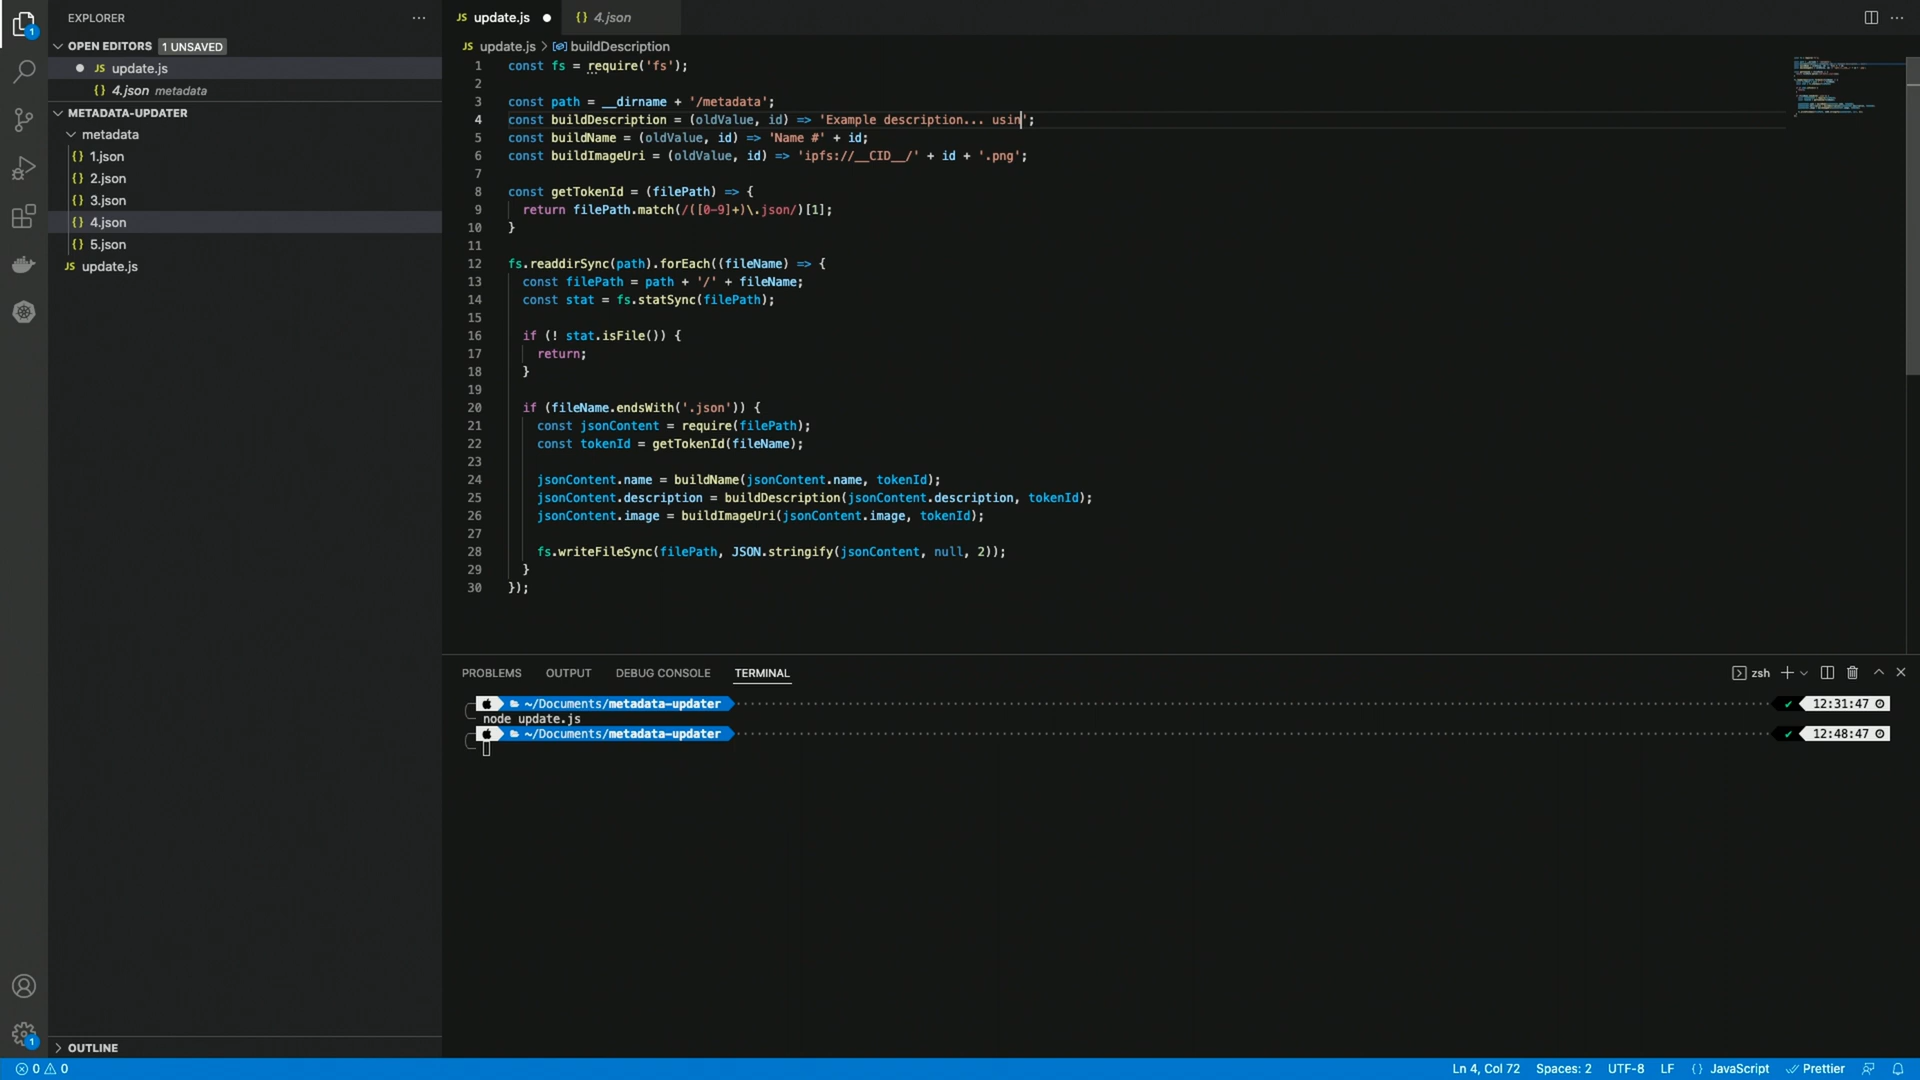 EXPLORER
OPEN EDITORS 1 UNSAVED
JS update.js
{} 4.json metadata
METADATA-UPDATER
metadata
{} 1.json
{} 2.json
{} 3.json
{} 4.json
{} 5.json
JS update.js
OUTLINE
1
1
JS update.js
{} 4.json
JS update.js > buildDescription
1 const fs = require('fs');
2
3 const path = __dirname + '/metadata';
4 const buildDescription = (oldValue, id) => 'Example description... usin';
5 const buildName = (oldValue, id) => 'Name #' + id;
6 const buildImageUri = (oldValue, id) => 'ipfs://__CID__/' + id + '.png';
7
8 const getTokenId = (filePath) => {
9 return filePath.match(/([0-9]+)\.json/)[1];
10 }
11
12 fs.readdirSync(path).forEach((fileName) => {
13 const filePath = path + '/' + fileName;
14 const stat = fs.statSync(filePath);
15
16 if (! stat.isFile()) {
17 return;
18 }
19
20 if (fileName.endsWith('.json')) {
21 const jsonContent = require(filePath);
22 const tokenId = getTokenId(fileName);
23
24 jsonContent.name = buildName(jsonContent.name, tokenId);
25 jsonContent.description = buildDescription(jsonContent.description, tokenId);
26 jsonContent.image = buildImageUri(jsonContent.image, tokenId);
27
28 fs.writeFileSync(filePath, JSON.stringify(jsonContent, null, 2));
29 }
30 });
PROBLEMS OUTPUT DEBUG CONSOLE TERMINAL zsh
~/Documents/metadata-updater 12:31:47
node update.js
~/Documents/metadata-updater 12:48:47
0 0 Ln 4, Col 72 Spaces: 2 UTF-8 LF {} JavaScript Prettier